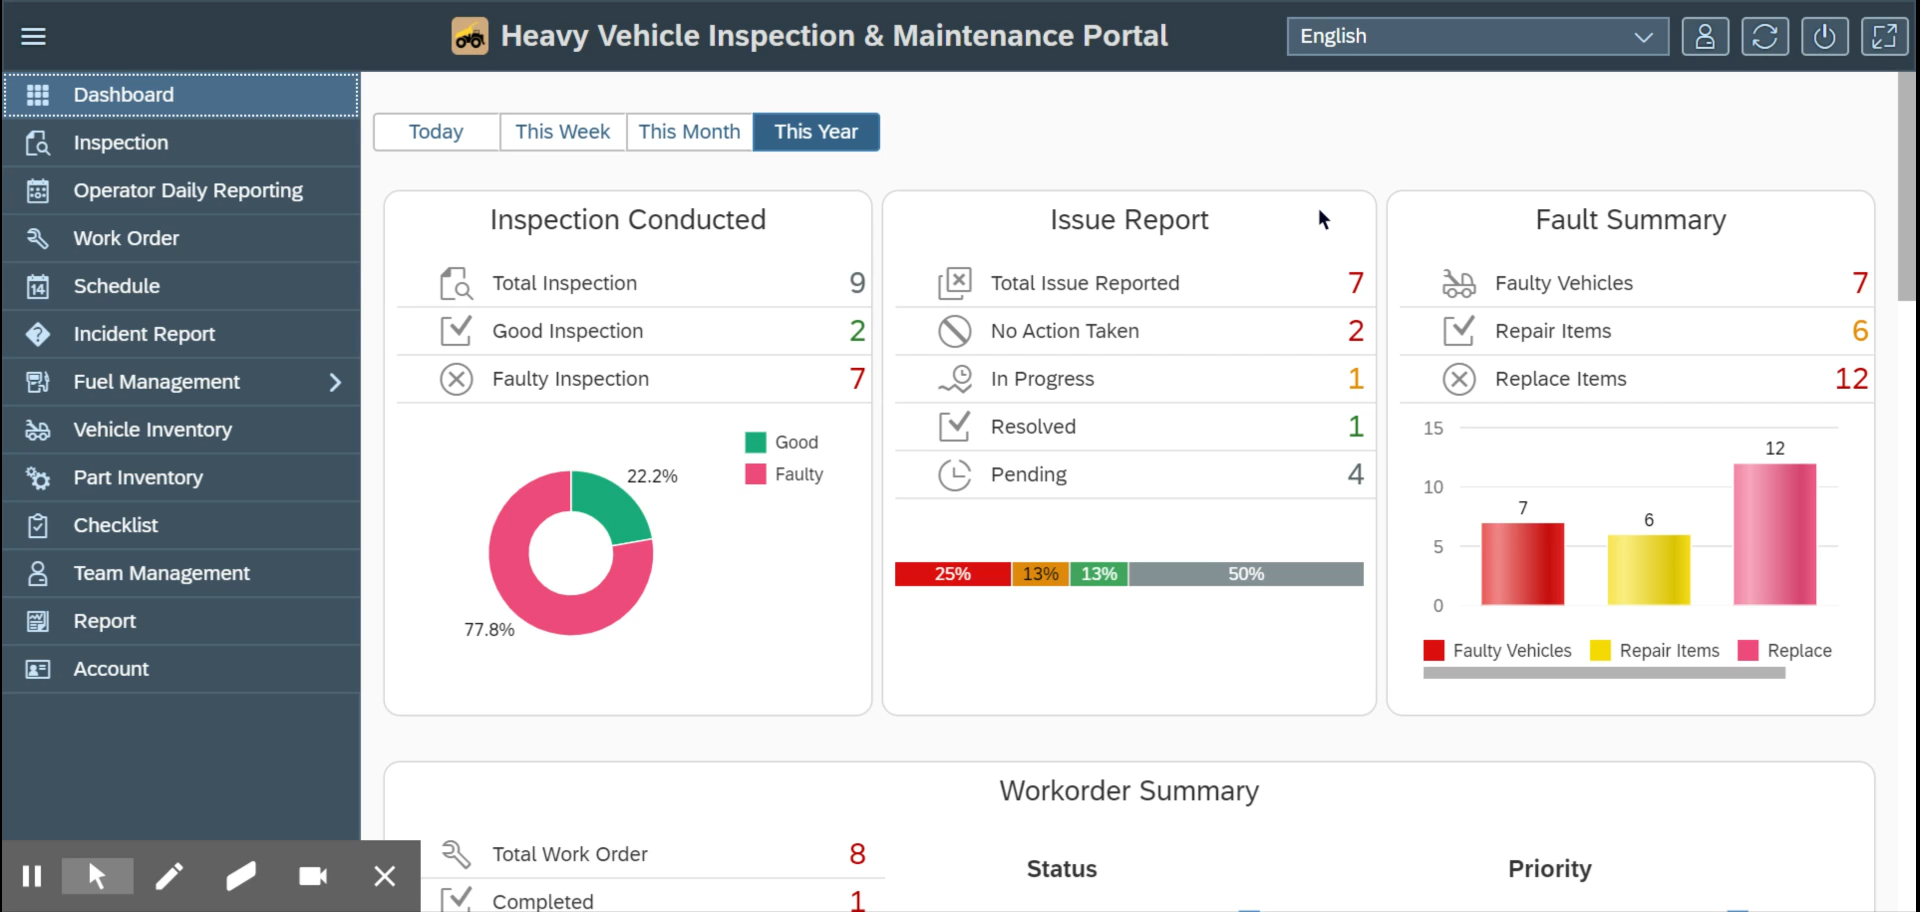 Heavy Vehicle Inspection & Maintenance Portal
English
Dashboard
Inspection
Operator Daily Reporting
Work Order
14
Schedule
Incident Report
Fuel Management
Vehicle Inventory
Part Inventory
Checklist
Team Management
Report
Account
Today
This Week
This Month
This Year
Inspection Conducted
Total Inspection 9
Good Inspection 2
Faulty Inspection 7
Good
Faulty
22.2%
77.8%
Issue Report
Total Issue Reported 7
No Action Taken 2
In Progress 1
Resolved 1
Pending 4
25% 13% 13% 50%
Fault Summary
Faulty Vehicles 7
Repair Items 6
Replace Items 12
15
10
5
0
7
6
12
Faulty Vehicles Repair Items Replace
Workorder Summary
Total Work Order 8
Completed 1
Status
Priority